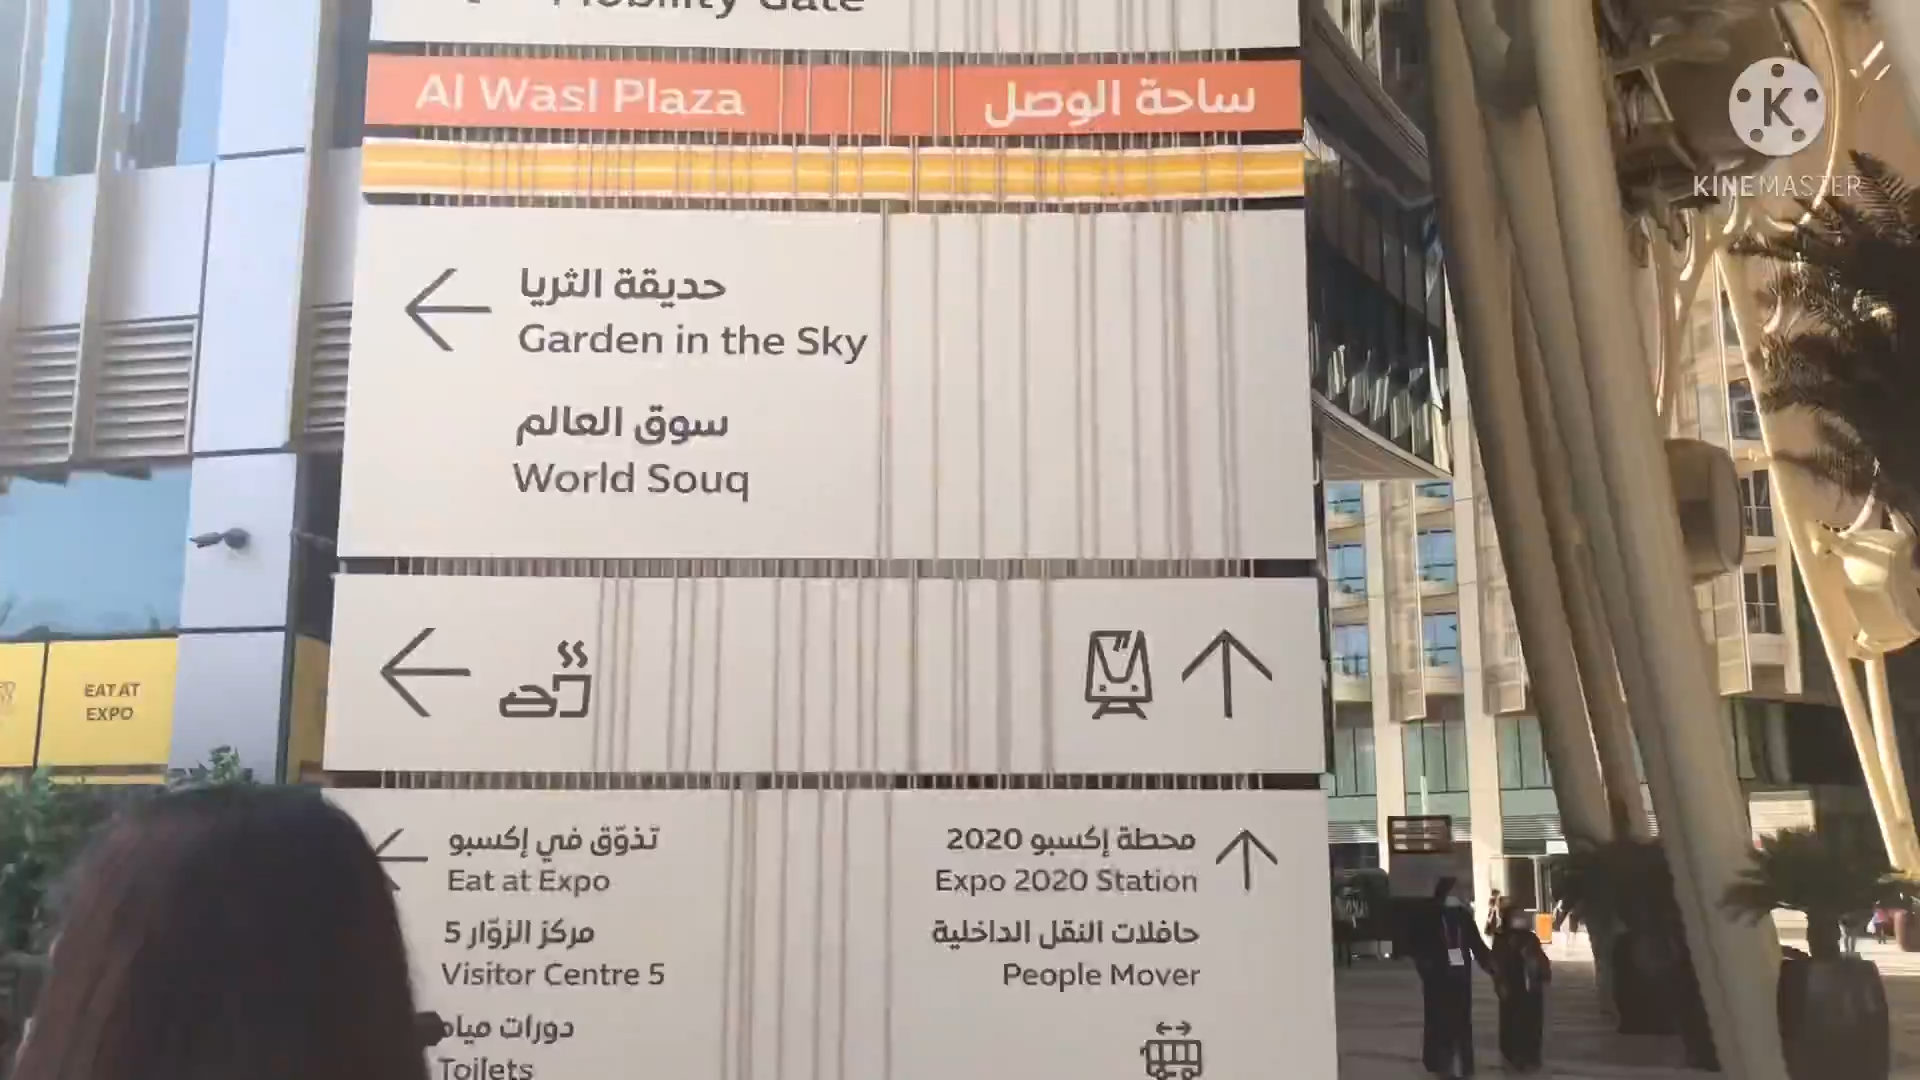 Mobility Gate
Al Wasl Plaza
ساحة الوصل
حديقة الثريا
Garden in the Sky
سوق العالم
World Souq
تذوّق في إكسبو
Eat at Expo
مركز الزوّار 5
Visitor Centre 5
دورات مياه
Toilets
محطة إكسبو 2020
Expo 2020 Station
حافلات النقل الداخلية
People Mover
EAT AT
EXPO
K
KINEMASTER